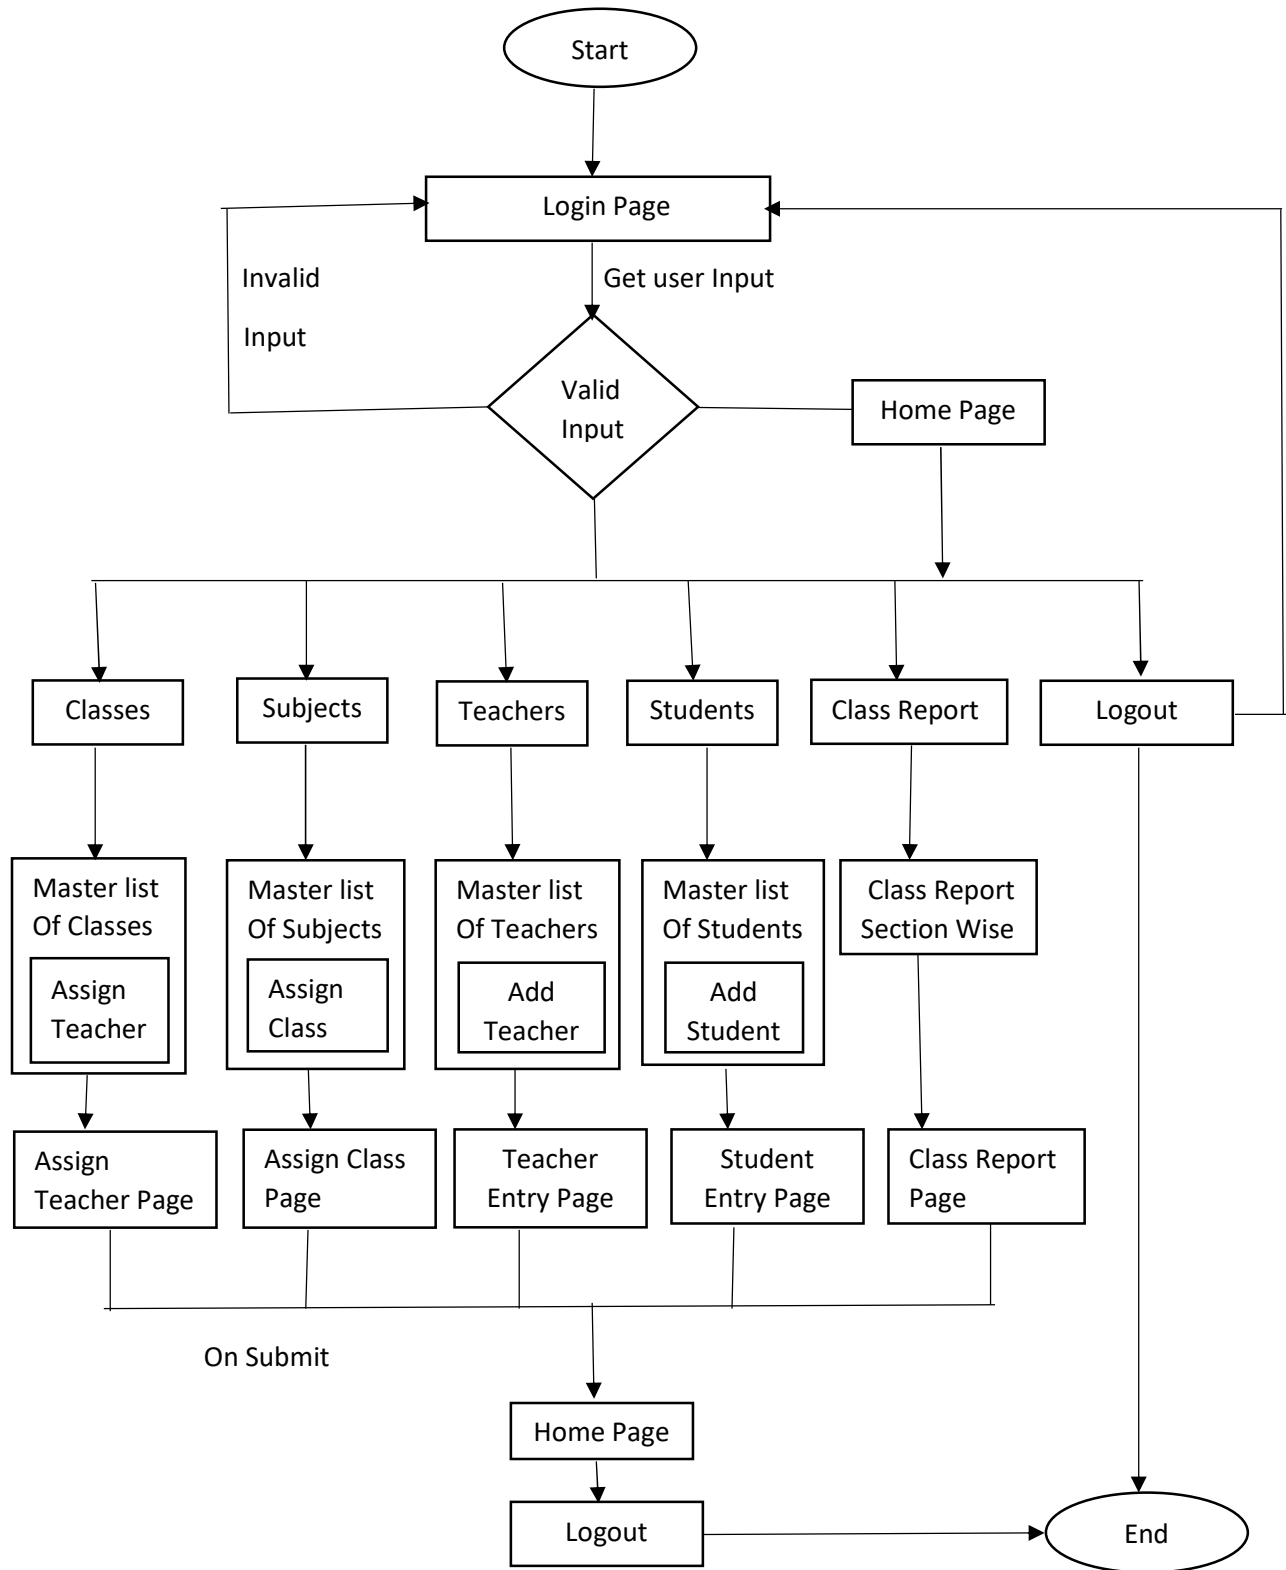 Start
Login Page
Invalid
Input
Get user Input
Valid
Input
Home Page
Classes
Subjects
Teachers
Students
Class Report
Logout
Master list
Of Classes
Assign
Teacher
Master list
Of Subjects
Assign
Class
Master list
Of Teachers
Add
Teacher
Master list
Of Students
Add
Student
Class Report
Section Wise
Assign
Teacher Page
Assign Class
Page
Teacher
Entry Page
Student
Entry Page
Class Report
Page
On Submit
Home Page
Logout
End